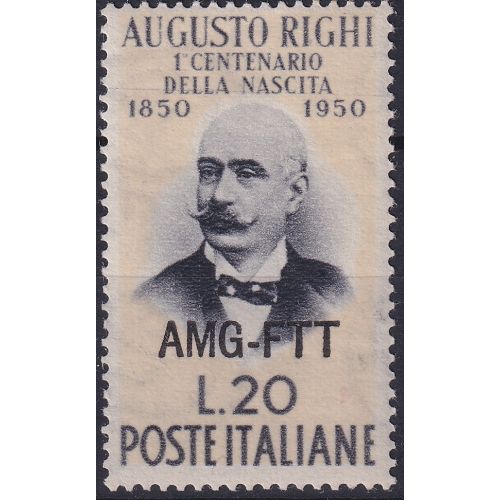 AUGUSTO RIGHI
1° CENTENARIO
DELLA NASCITA
1850 1950
AMG-FTT
L.20
POSTE ITALIANE